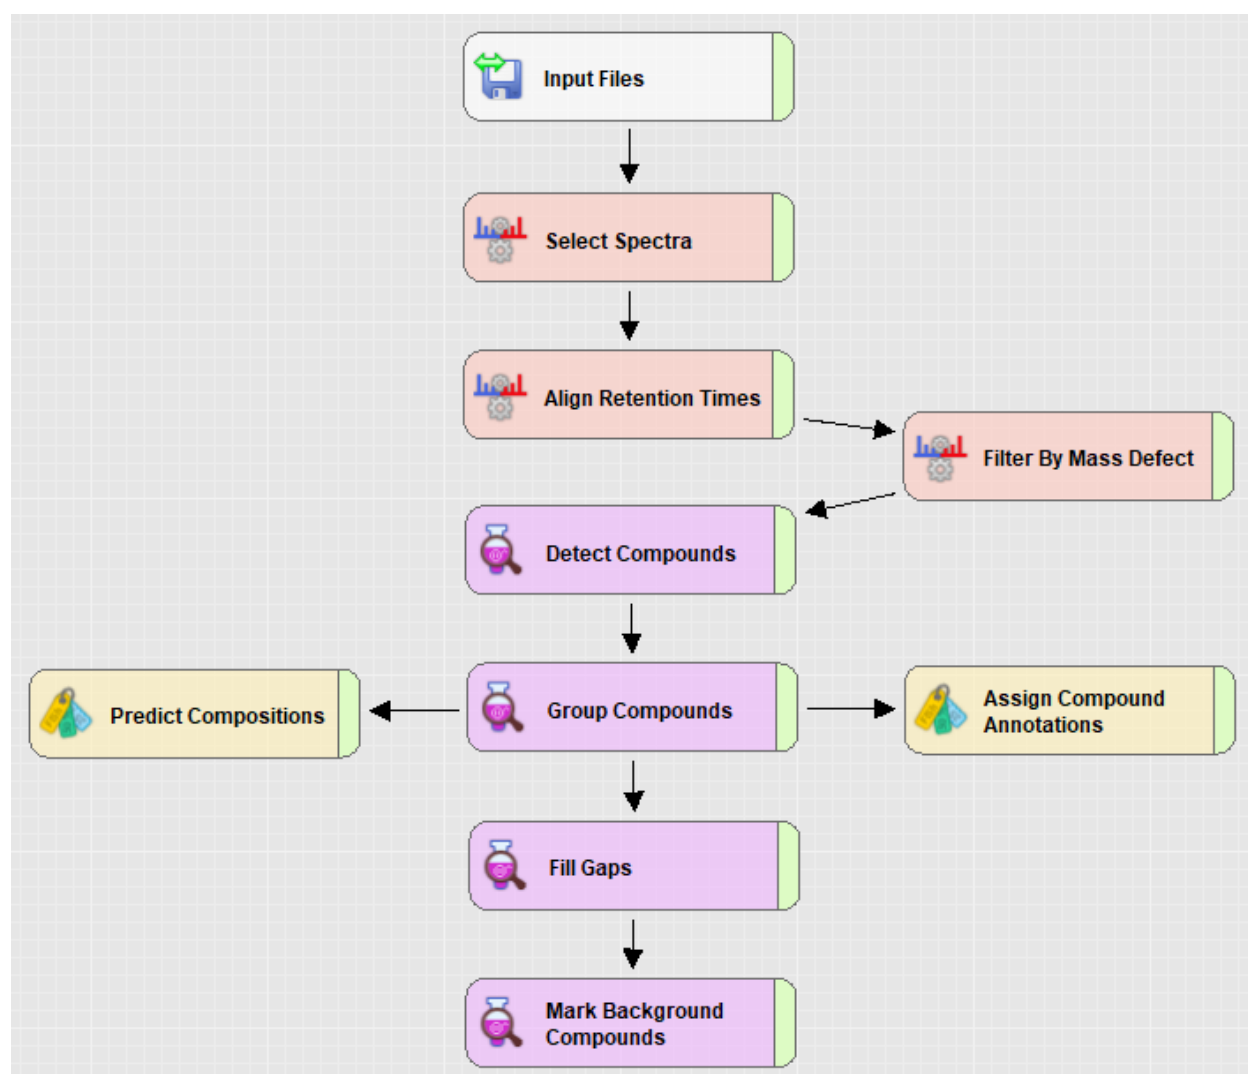 Input Files
Select Spectra
Align Retention Times
Filter By Mass Defect
Detect Compounds
Predict Compositions
Group Compounds
Assign Compound
Annotations
Fill Gaps
Mark Background
Compounds